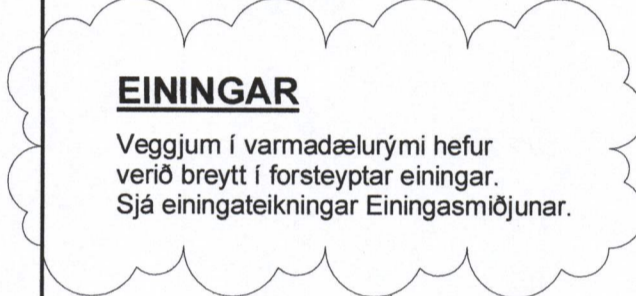 EININGAR
Veggjum í varmadælurými hefur
verið breytt í forsteyptar einingar.
Sjá einingateikningar Einingasmiðjunar.